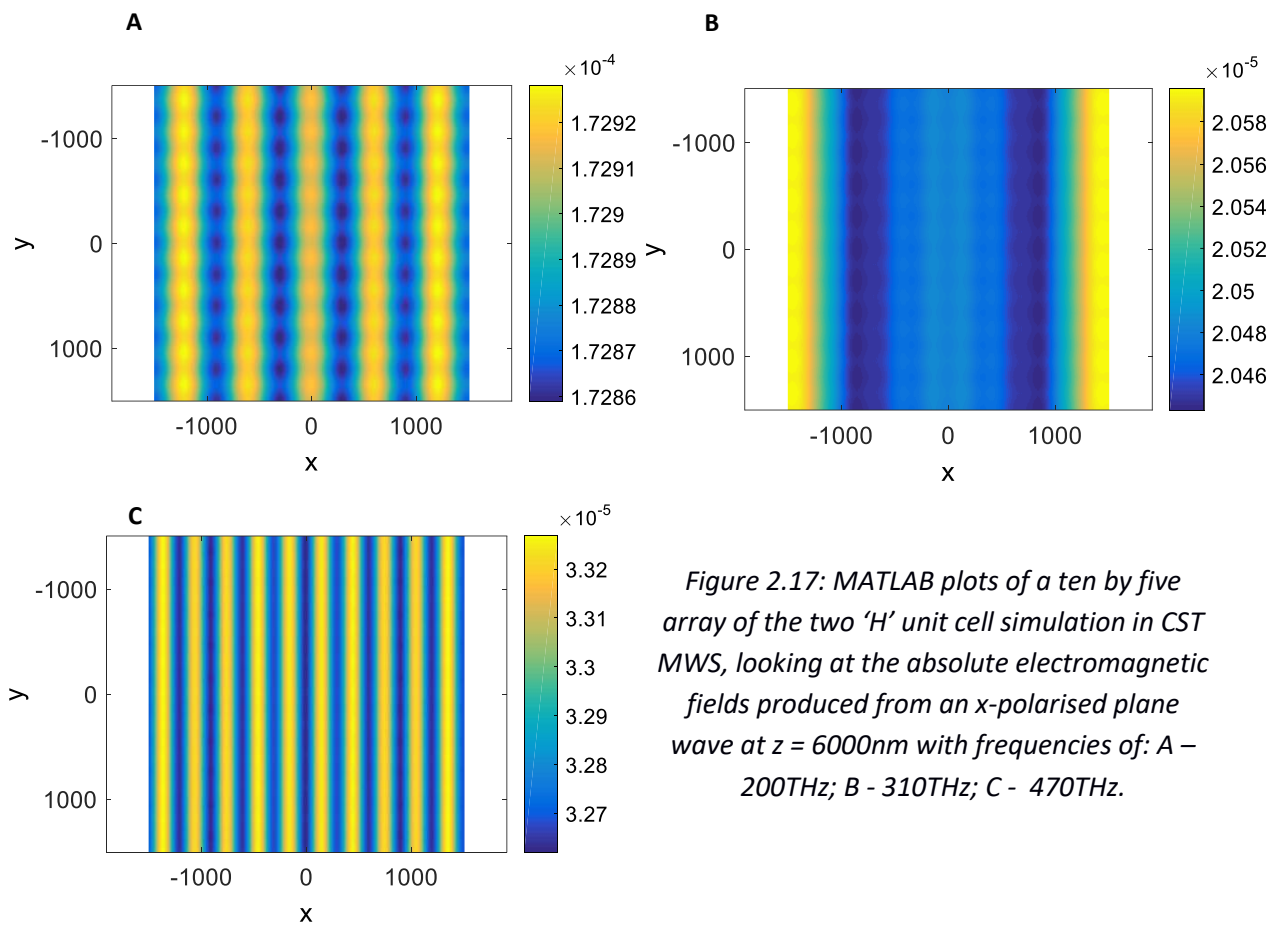 A
×10-4
1.7292
1.7291
1.729
1.7289
1.7288
1.7287
1.7286
-1000
0
1000
y
-1000
0
1000
x
B
×10-5
2.058
2.056
2.054
2.052
2.05
2.048
2.046
-1000
0
1000
y
-1000
0
1000
x
C
×10-5
3.32
3.31
3.3
3.29
3.28
3.27
-1000
0
1000
y
-1000
0
1000
x
Figure 2.17: MATLAB plots of a ten by five
array of the two ‘H’ unit cell simulation in CST
MWS, looking at the absolute electromagnetic
fields produced from an x-polarised plane
wave at z = 6000nm with frequencies of: A –
200THz; B - 310THz; C -  470THz.